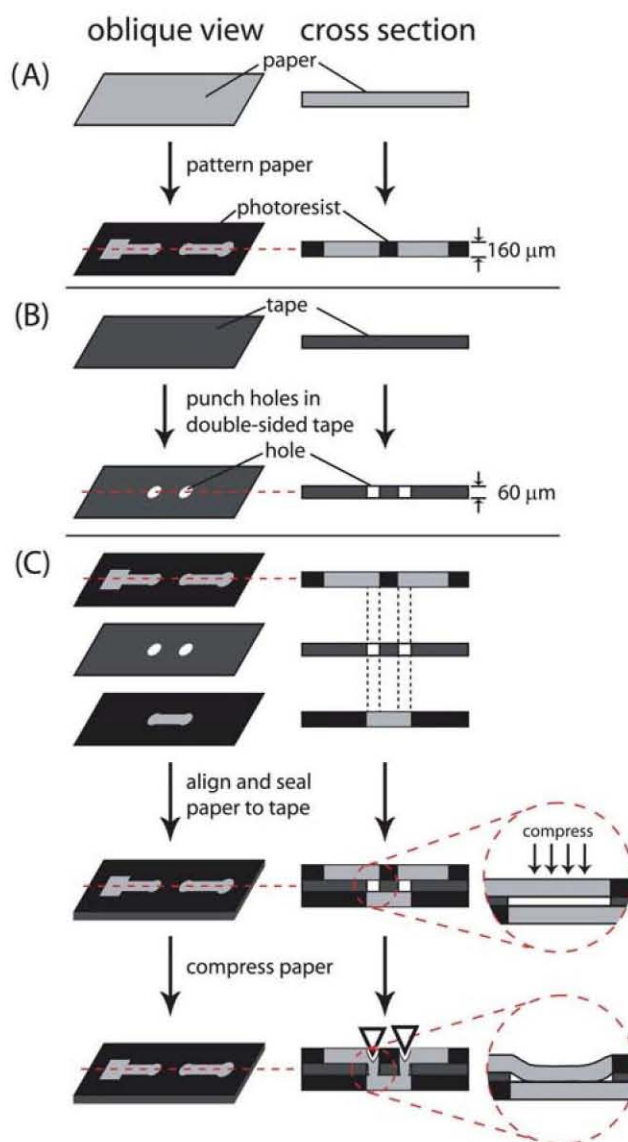 oblique view    cross section
(A)
paper
pattern paper
photoresist
160 μm
(B)
tape
punch holes in
double-sided tape
hole
60 μm
(C)
align and seal
paper to tape
compress
compress paper